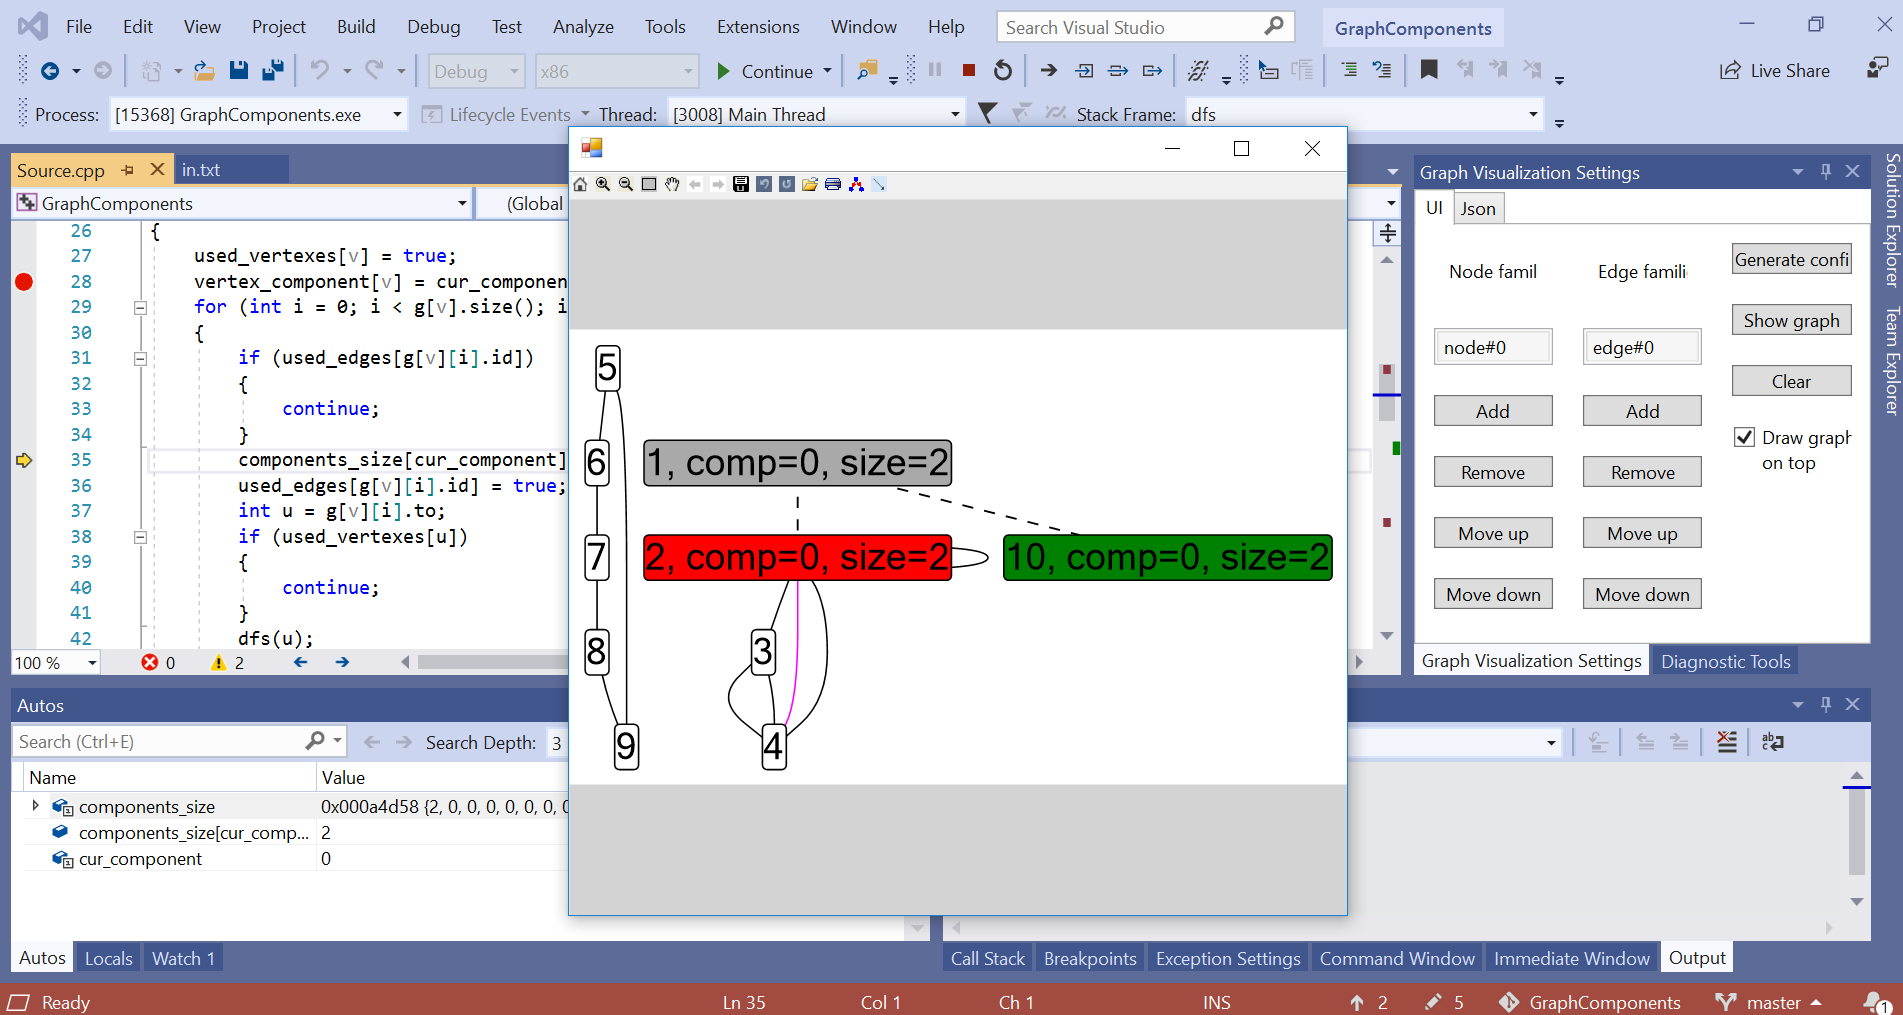 File Edit View Project Build Debug Test Analyze Tools Extensions Window Help Search Visual Studio GraphComponents
Debug x86 Continue Live Share
Process: [15368] GraphComponents.exe Lifecycle Events Thread: [3008] Main Thread Stack Frame: dfs
Source.cpp in.txt
GraphComponents (Global
26 {
27 used_vertexes[v] = true;
28 vertex_component[v] = cur_componen
29 for (int i = 0; i < g[v].size(); i
30 {
31 if (used_edges[g[v][i].id])
32 {
33 continue;
34 }
35 components_size[cur_component]
36 used_edges[g[v][i].id] = true;
37 int u = g[v][i].to;
38 if (used_vertexes[u])
39 {
40 continue;
41 }
42 dfs(u);
100 % 0 2
5
6
1, comp=0, size=2
7
2, comp=0, size=2
10, comp=0, size=2
8
3
9
4
Graph Visualization Settings
UI Json
Node famil Edge famili Generate confi
node#0 edge#0 Show graph
Add Add Clear
Remove Remove Draw graph
on top
Move up Move up
Move down Move down
Graph Visualization Settings Diagnostic Tools
Solution Explorer
Team Explorer
Autos
Search (Ctrl+E) Search Depth: 3
Name Value
components_size 0x000a4d58 {2, 0, 0, 0, 0, 0, 0, 0
components_size[cur_comp... 2
cur_component 0
Autos Locals Watch 1
Call Stack Breakpoints Exception Settings Command Window Immediate Window Output
Ready Ln 35 Col 1 Ch 1 INS 2 5 GraphComponents master 1